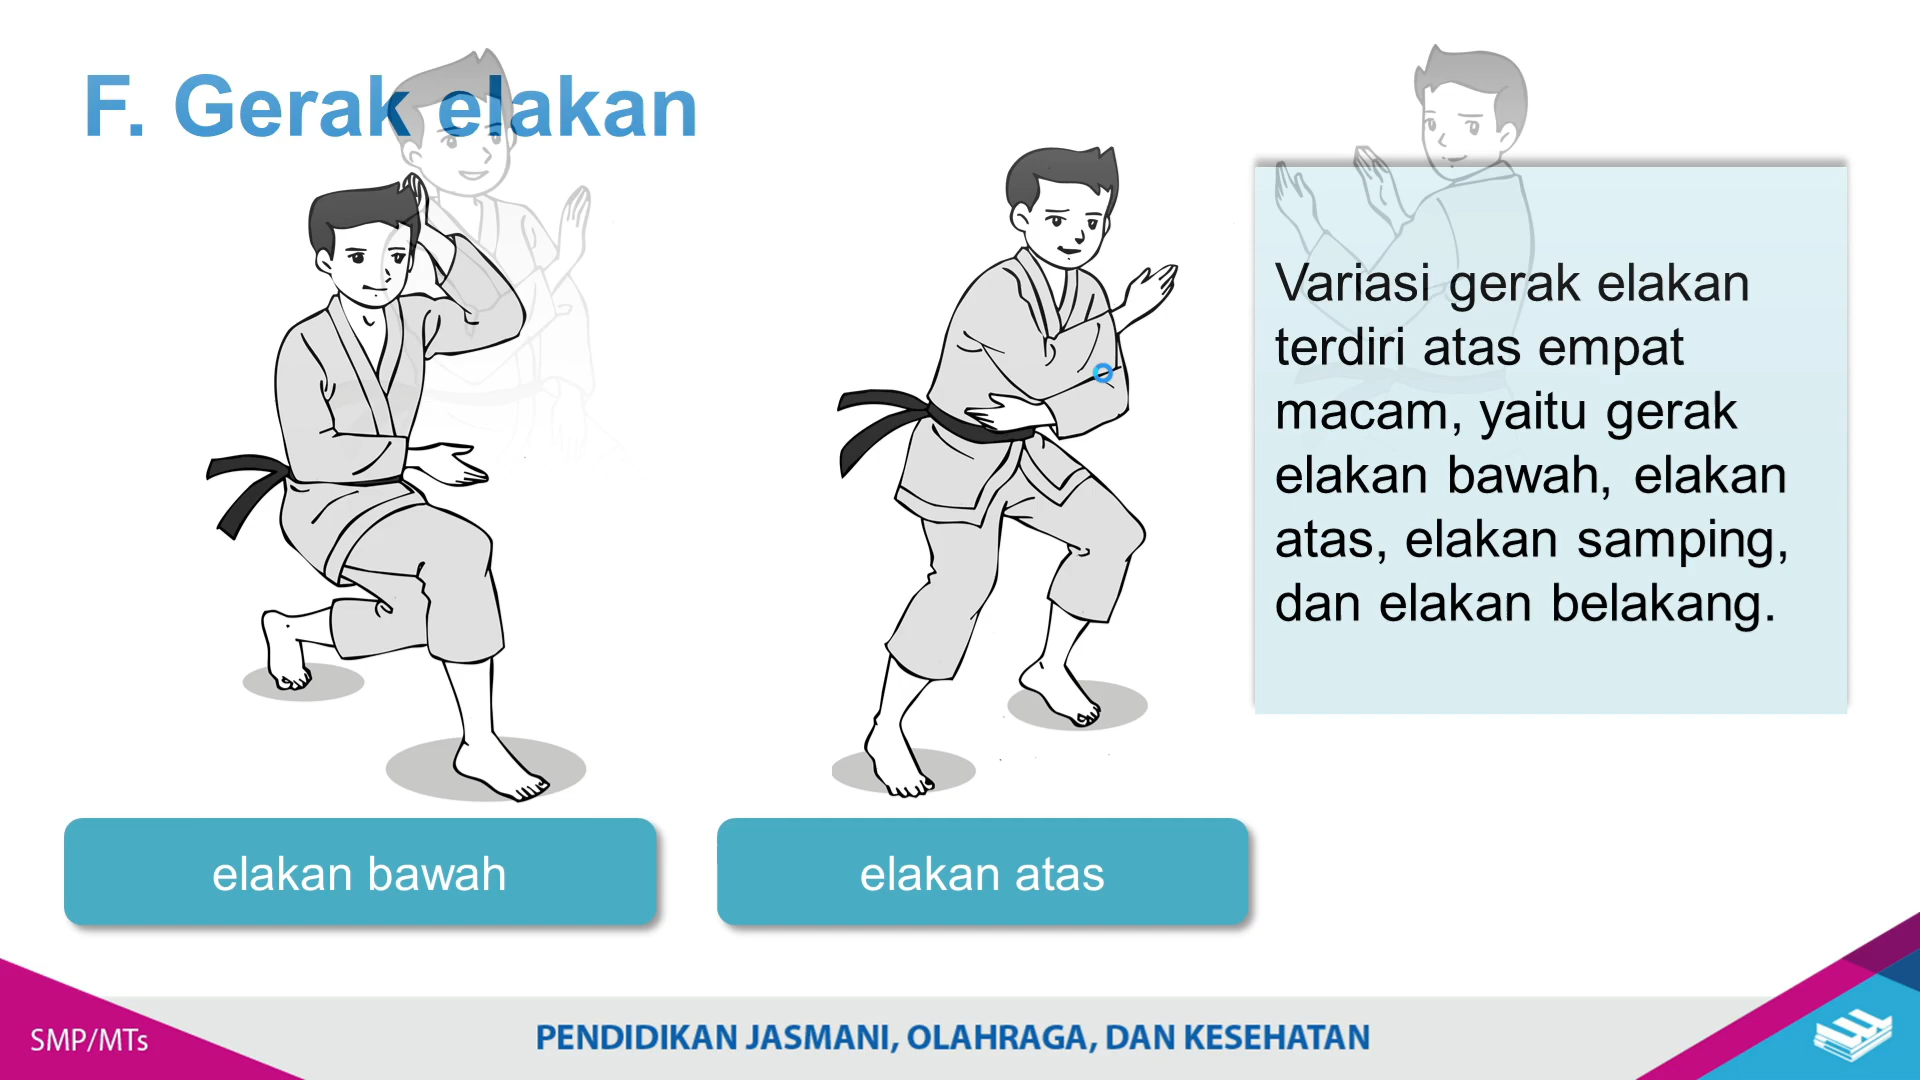 F. Gerak elakan
Variasi gerak elakan
terdiri atas empat
macam, yaitu gerak
elakan bawah, elakan
atas, elakan samping,
dan elakan belakang.
elakan bawah
elakan atas
SMP/MTs
PENDIDIKAN JASMANI, OLAHRAGA, DAN KESEHATAN